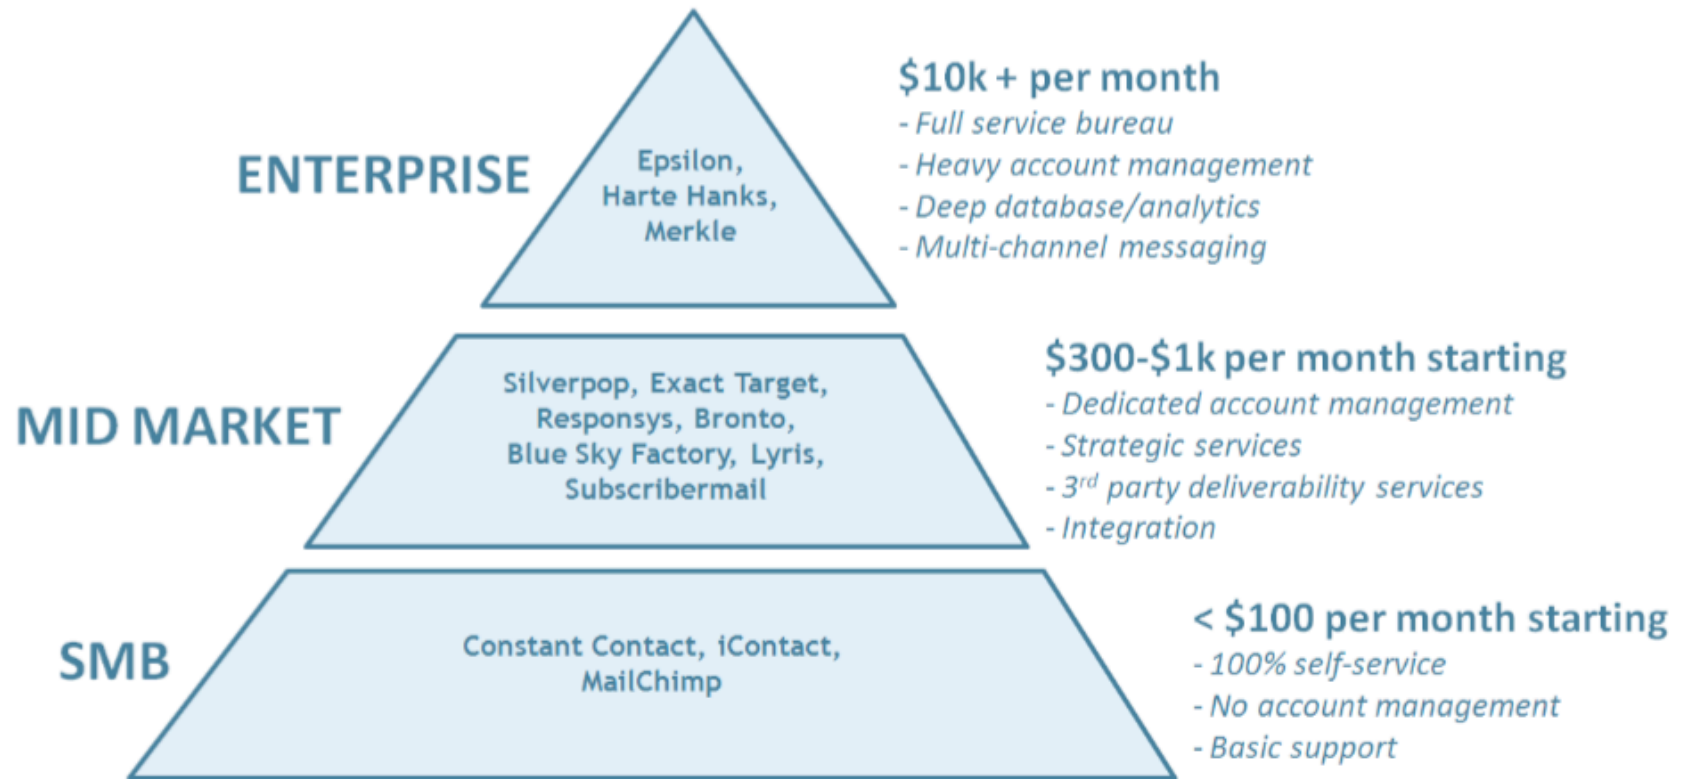 ENTERPRISE
Epsilon,
Harte Hanks,
Merkle
$10k + per month
- Full service bureau
- Heavy account management
- Deep database/analytics
- Multi-channel messaging
MID MARKET
Silverpop, Exact Target,
Responsys, Bronto,
Blue Sky Factory, Lyris,
Subscribermail
$300-$1k per month starting
- Dedicated account management
- Strategic services
- 3rd party deliverability services
- Integration
SMB
Constant Contact, iContact,
MailChimp
< $100 per month starting
- 100% self-service
- No account management
- Basic support